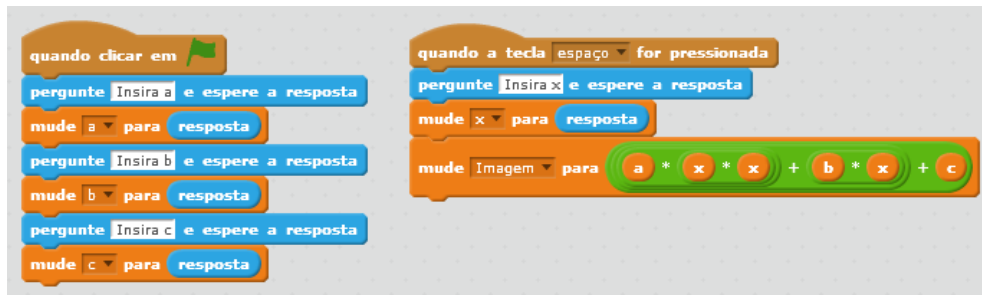 quando clicar em
pergunte Insira a e espere a resposta
mude a para resposta
pergunte Insira b e espere a resposta
mude b para resposta
pergunte Insira c e espere a resposta
mude c para resposta
quando a tecla espaço for pressionada
pergunte Insira x e espere a resposta
mude x para resposta
mude Imagem para a * x * x + b * x + c